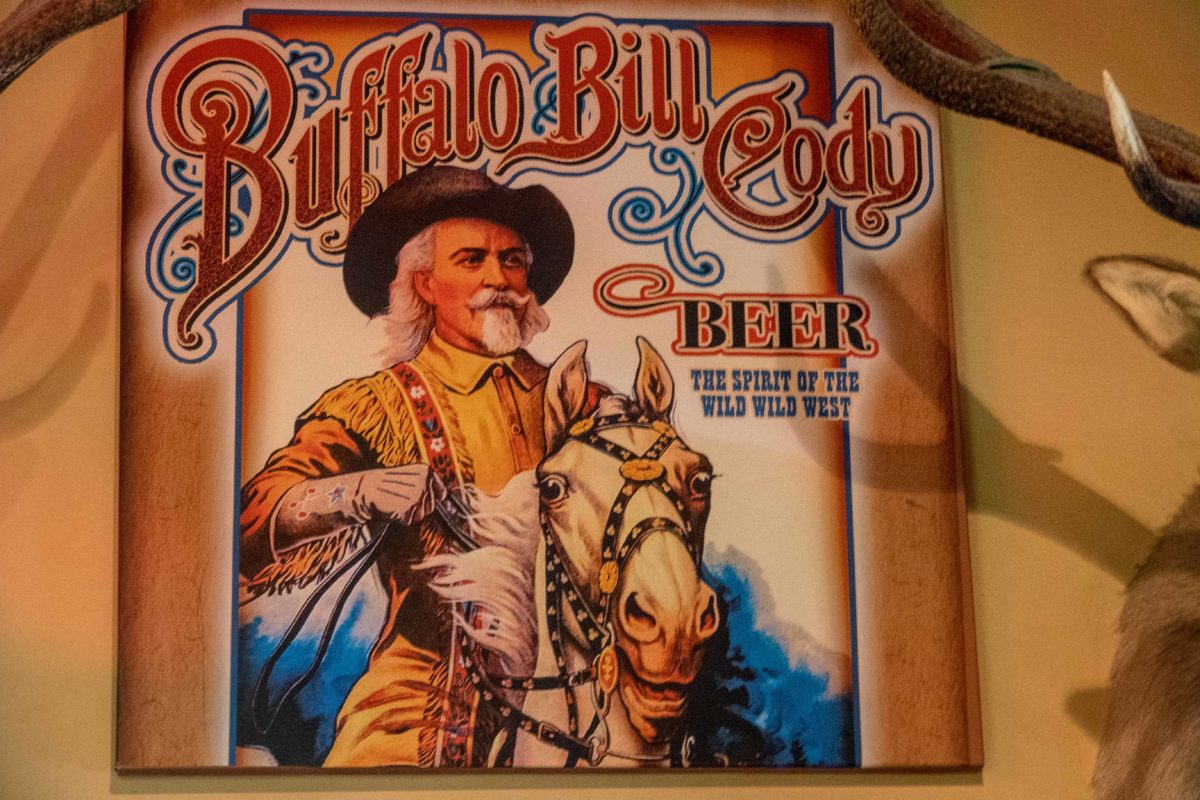 Buffalo Bill Cody
BEER
THE SPIRIT OF THE
WILD WILD WEST